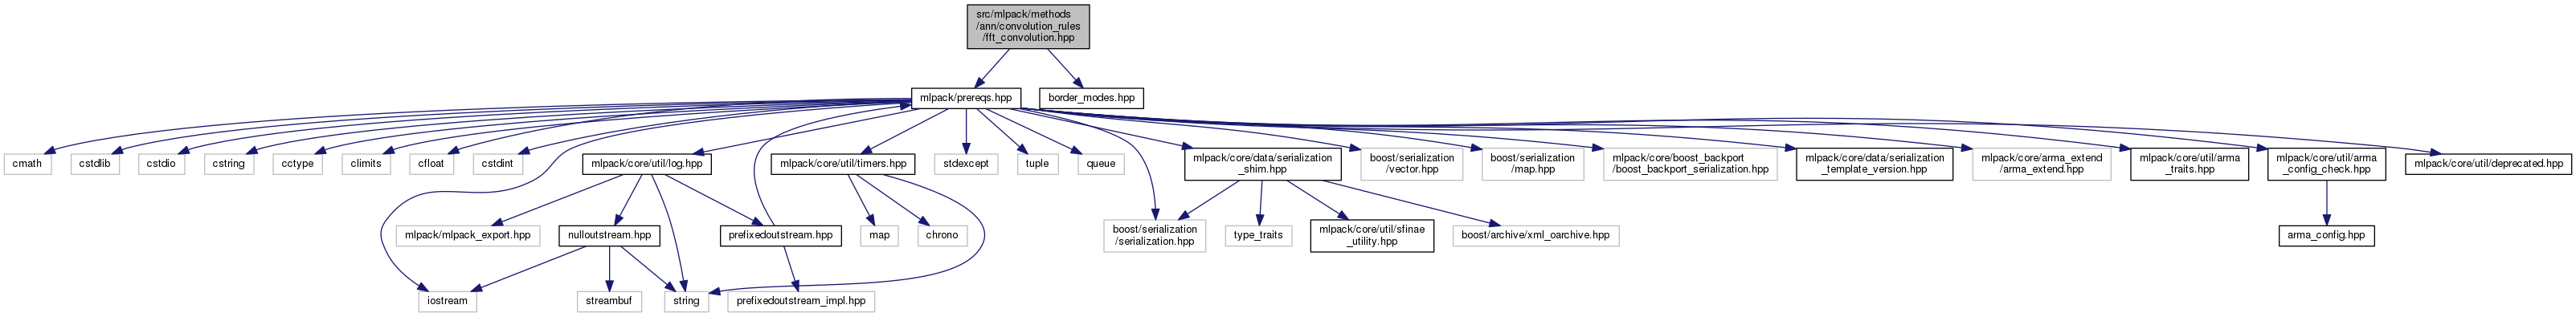 src/mlpack/methods
/ann/convolution_rules
/fft_convolution.hpp
mlpack/prereqs.hpp
border_modes.hpp
cmath
cstdlib
cstdio
cstring
cctype
climits
cfloat
cstdint
mlpack/core/util/log.hpp
mlpack/core/util/timers.hpp
stdexcept
tuple
queue
mlpack/core/data/serialization
_shim.hpp
boost/serialization
/vector.hpp
boost/serialization
/map.hpp
mlpack/core/boost_backport
/boost_backport_serialization.hpp
mlpack/core/data/serialization
_template_version.hpp
mlpack/core/arma_extend
/arma_extend.hpp
mlpack/core/util/arma
_traits.hpp
mlpack/core/util/arma
_config_check.hpp
mlpack/core/util/deprecated.hpp
mlpack/mlpack_export.hpp
nulloutstream.hpp
prefixedoutstream.hpp
map
chrono
boost/serialization
/serialization.hpp
type_traits
mlpack/core/util/sfinae
_utility.hpp
boost/archive/xml_oarchive.hpp
arma_config.hpp
iostream
streambuf
string
prefixedoutstream_impl.hpp